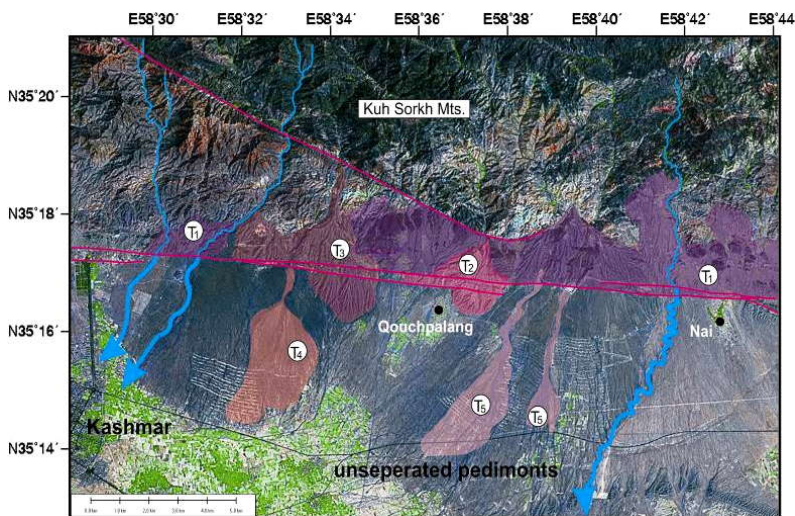 E58°30´ E58°32´ E58°34´ E58°36´ E58°38´ E58°40´ E58°42´ E58°44
N35°20´
Kuh Sorkh Mts.
N35°18´
T1
T3
T2
T1
N35°16´
Qouchpalang
Nai
T4
T5
T5
N35°14´
Kashmar
unseperated pedimonts